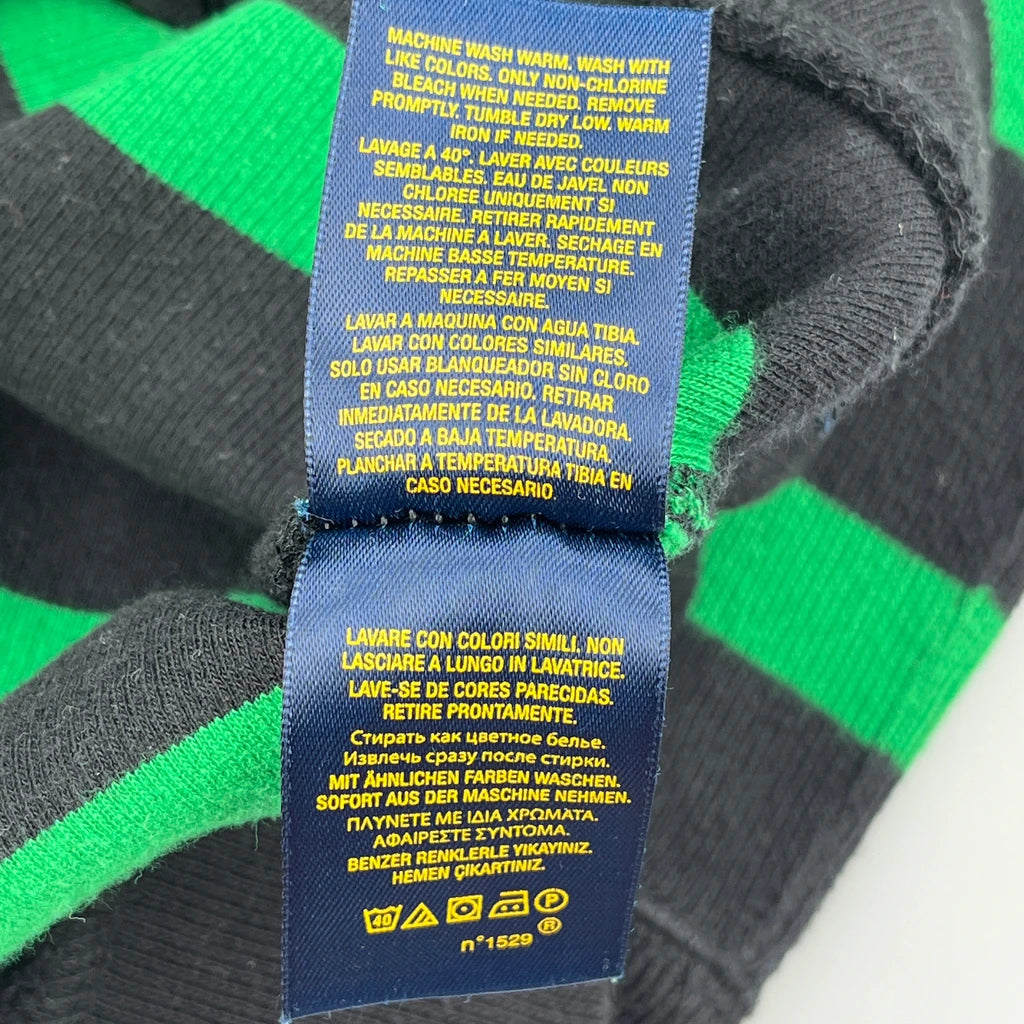 MACHINE WASH WARM. WASH WITH
LIKE COLORS. ONLY NON-CHLORINE
BLEACH WHEN NEEDED. REMOVE
PROMPTLY. TUMBLE DRY LOW. WARM
IRON IF NEEDED.
LAVAGE A 40°. LAVER AVEC COULEURS
SEMBLABLES. EAU DE JAVEL NON
CHLOREE UNIQUEMENT SI
NECESSAIRE. RETIRER RAPIDEMENT
DE LA MACHINE A LAVER. SECHAGE EN
MACHINE BASSE TEMPERATURE.
REPASSER A FER MOYEN SI
NECESSAIRE.
LAVAR A MAQUINA CON AGUA TIBIA.
LAVAR CON COLORES SIMILARES.
SOLO USAR BLANQUEADOR SIN CLORO
EN CASO NECESARIO. RETIRAR
INMEDIATAMENTE DE LA LAVADORA.
SECADO A BAJA TEMPERATURA.
PLANCHAR A TEMPERATURA TIBIA EN
CASO NECESARIO
LAVARE CON COLORI SIMILI. NON
LASCIARE A LUNGO IN LAVATRICE.
LAVE-SE DE CORES PARECIDAS.
RETIRE PRONTAMENTE.
Стирать как цветное белье.
Извлечь сразу после стирки.
MIT ÄHNLICHEN FARBEN WASCHEN.
SOFORT AUS DER MASCHINE NEHMEN.
ΠΛΥΝΕΤΕ ΜΕ ΙΔΙΑ ΧΡΩΜΑΤΑ.
ΑΦΑΙΡΕΣΤΕ ΣΥΝΤΟΜΑ.
BENZER RENKLERLE YIKAYINIZ.
HEMEN ÇIKARTINIZ.
40 P
®
n°1529